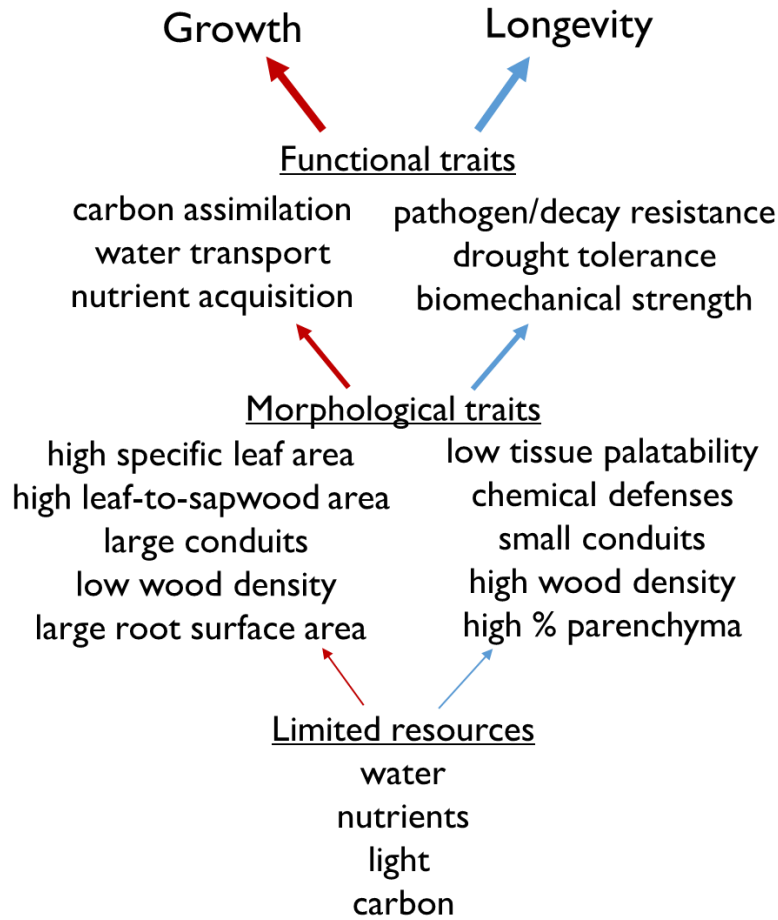 Growth
Longevity
Functional traits
carbon assimilation
water transport
nutrient acquisition
pathogen/decay resistance
drought tolerance
biomechanical strength
Morphological traits
high specific leaf area
high leaf-to-sapwood area
large conduits
low wood density
large root surface area
low tissue palatability
chemical defenses
small conduits
high wood density
high % parenchyma
Limited resources
water
nutrients
light
carbon